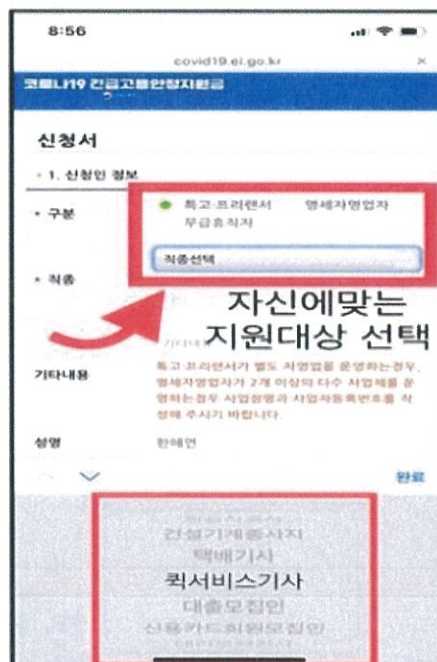 8:56
covid19.ei.go.kr ×
코로나19 긴급고용안정지원금
신청서
1. 신청인 정보
구분
특고·프리랜서 영세자영업자
무급휴직자
직종선택
직종
자신에맞는
지원대상 선택
기타내용
특고·프리랜서가 별도 자영업을 운영하는경우,
영세자영업자가 2개 이상의 다수 사업체를 운
영하는경우 사업장명과 사업자등록번호를 작
성해 주시기 바랍니다.
성명
완료
건설기계종사자
택배기사
퀵서비스기사
대출모집인
신용카드회원모집인